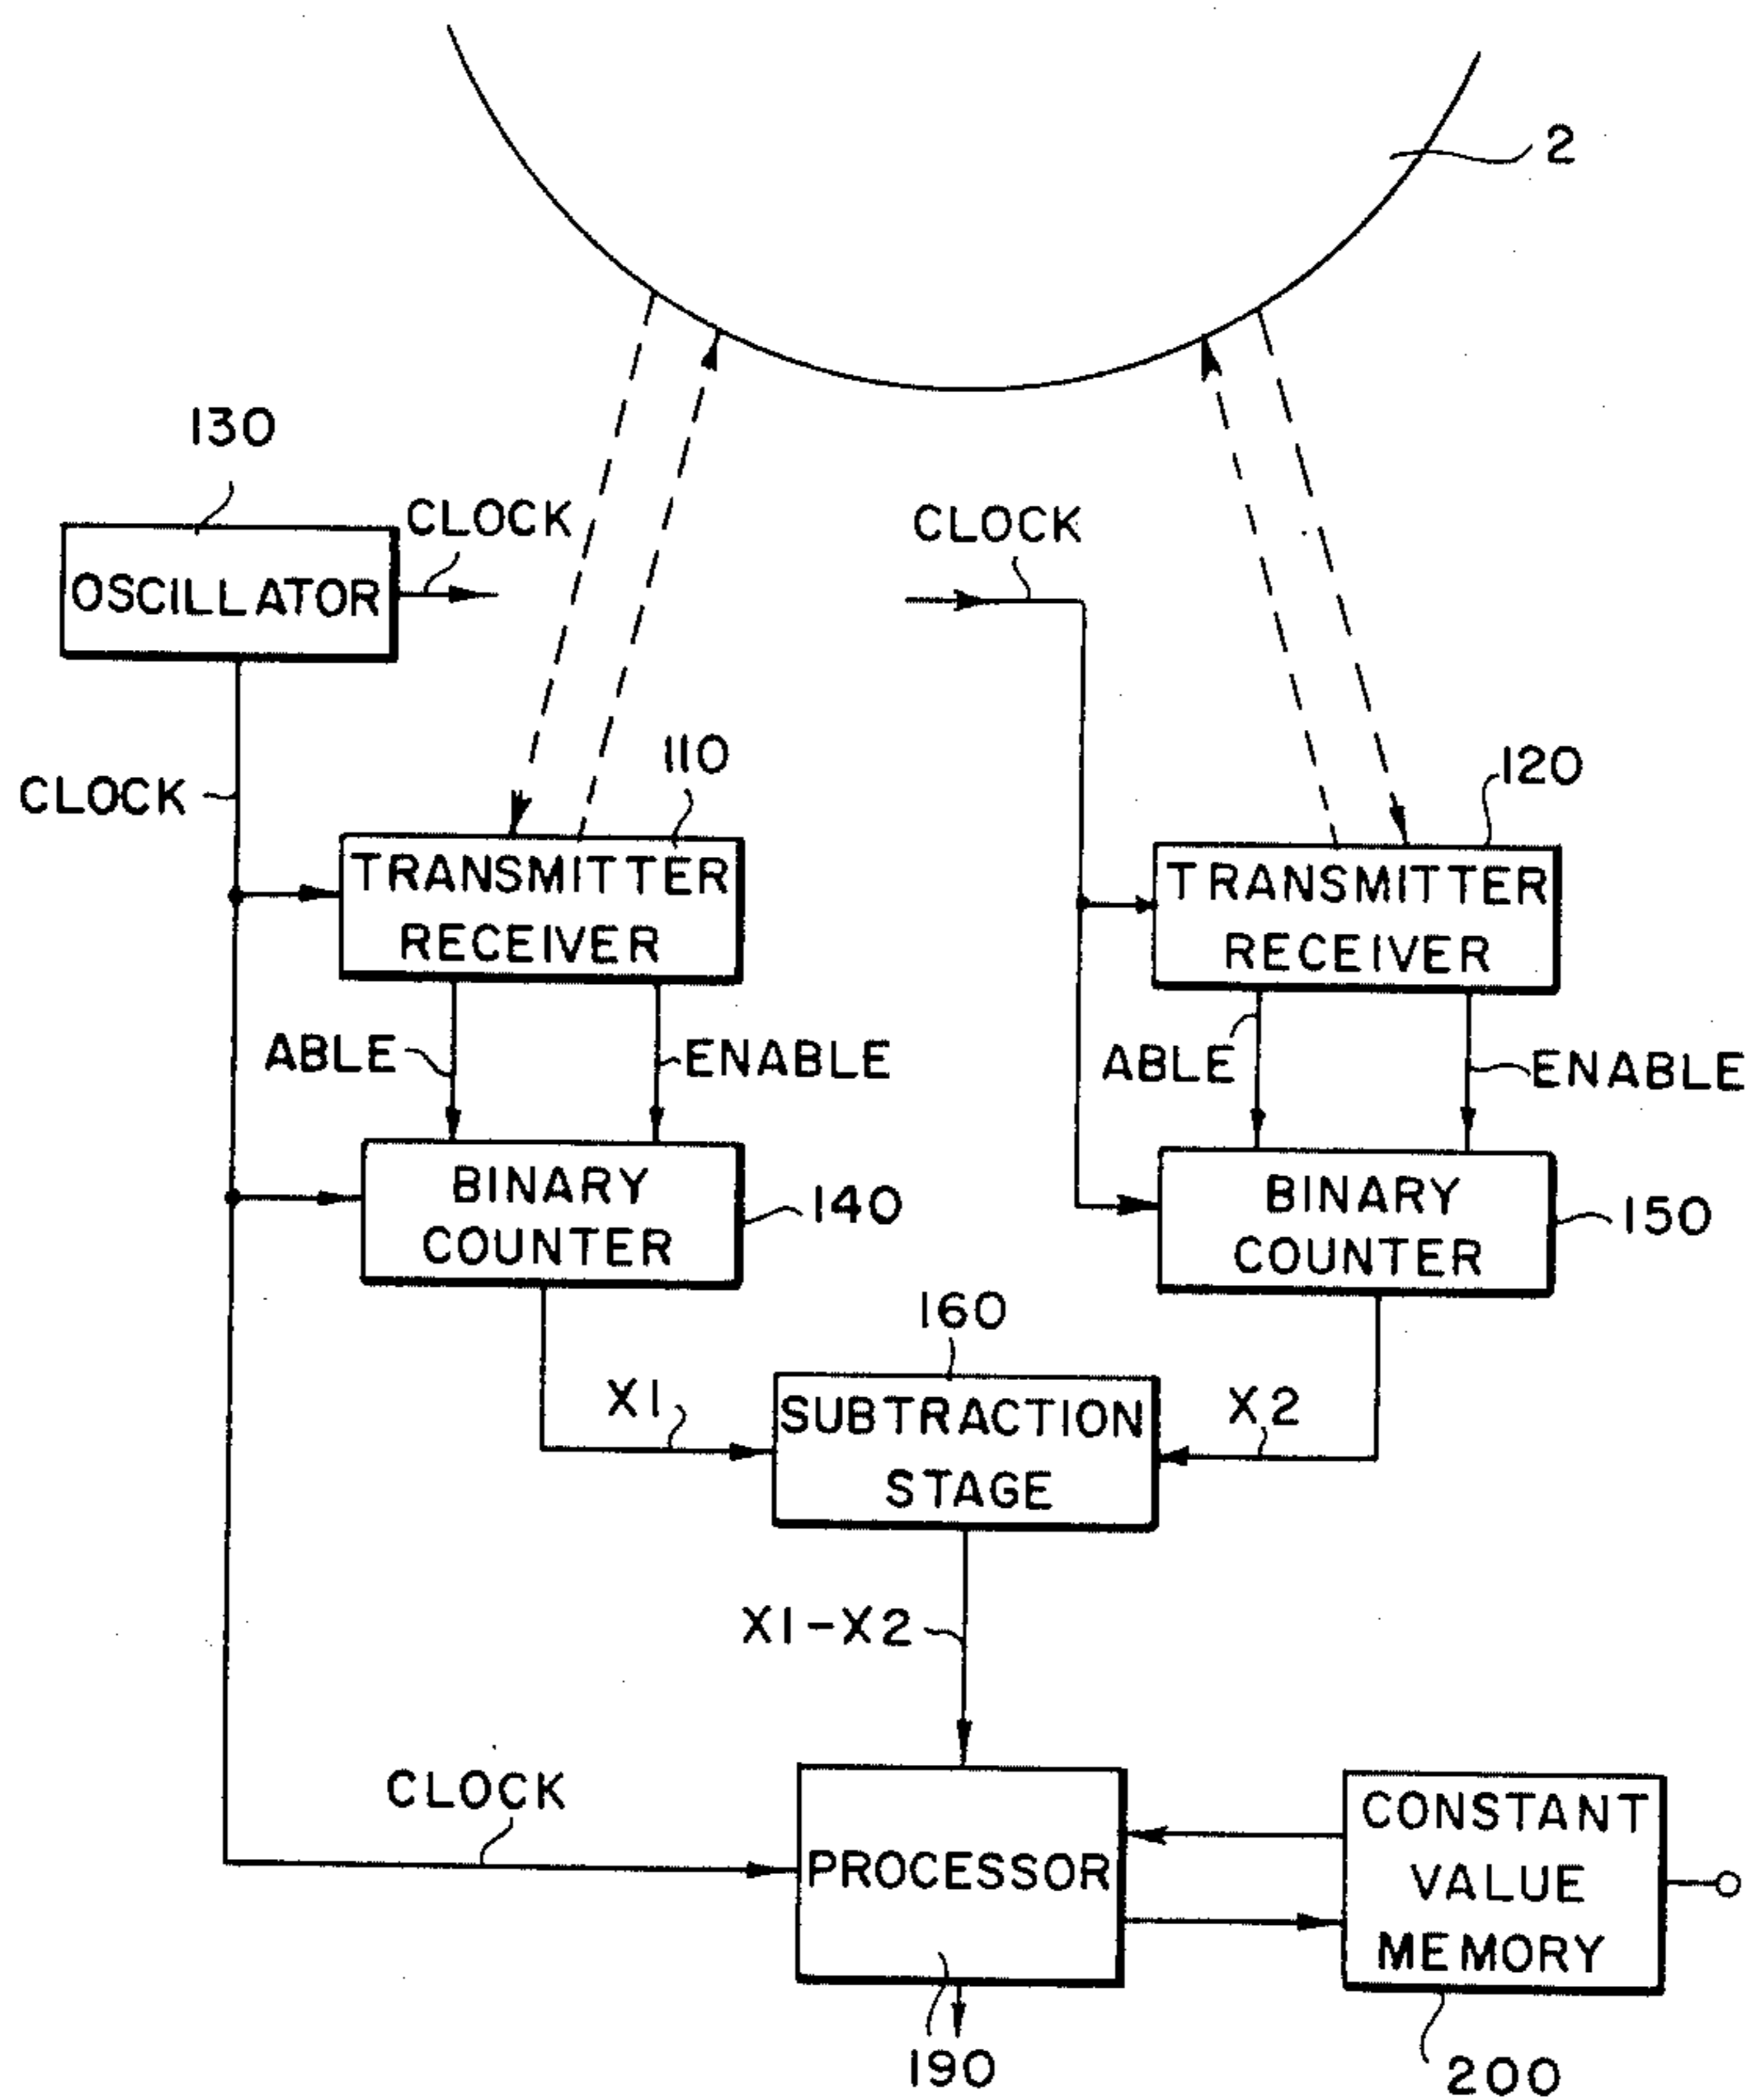 2
130
CLOCK
OSCILLATOR
CLOCK
110
120
CLOCK
TRANSMITTER
RECEIVER
TRANSMITTER
RECEIVER
ABLE
ENABLE
ABLE
ENABLE
BINARY
COUNTER
140
BINARY
COUNTER
150
160
X1
SUBTRACTION
STAGE
X2
X1-X2
CLOCK
PROCESSOR
CONSTANT
VALUE
MEMORY
190
200